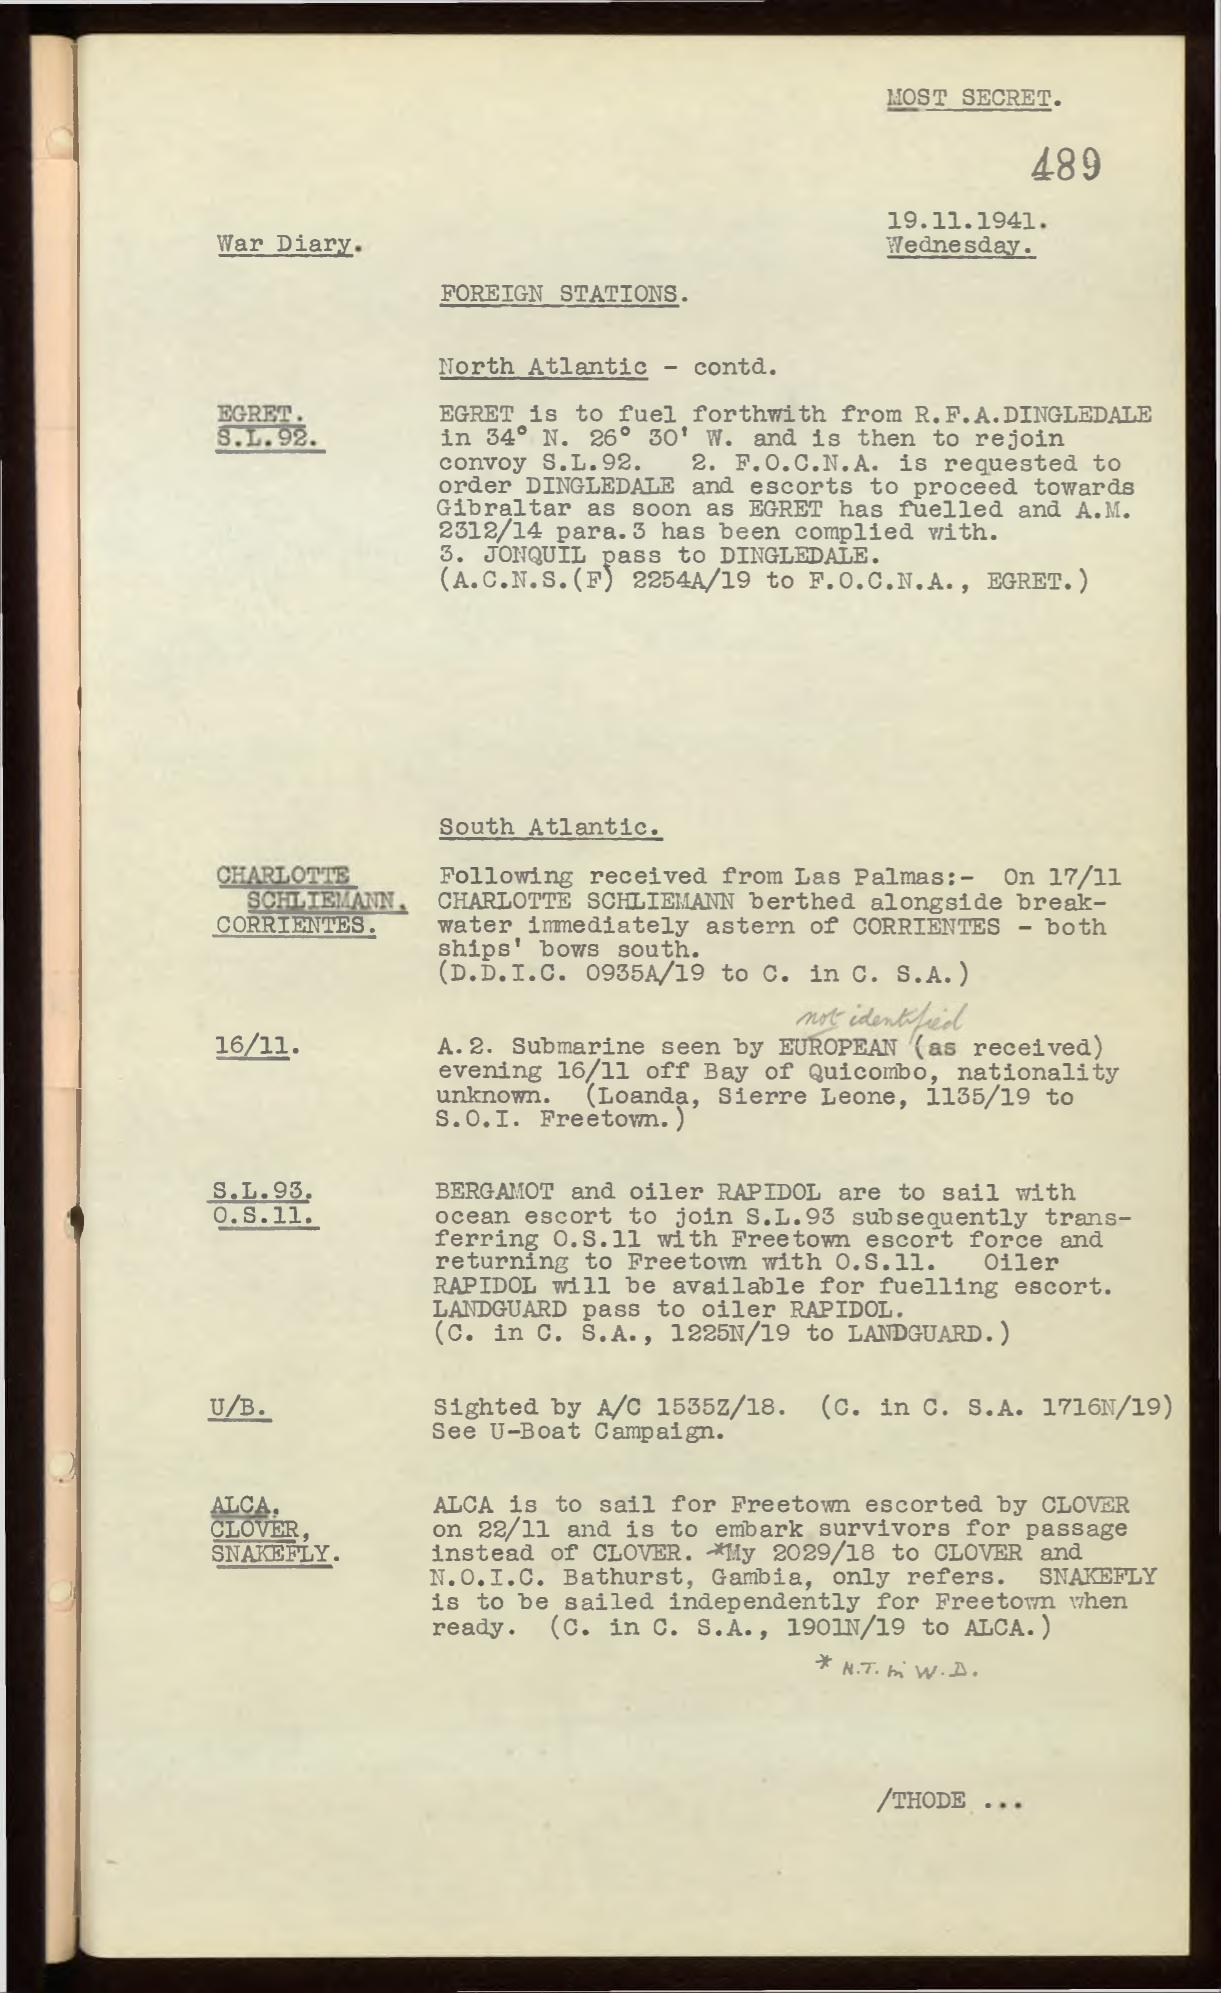 MOST SECRET.
489
19.11.1941.
War Diary.
Wednesday.
FOREIGN STATIONS.
North Atlantic - contd.
EGRET.
S.L.92.
EGRET is to fuel forthwith from R.F.A.DINGLEDALE
in 34° N. 26° 30' W. and is then to rejoin
convoy S.L.92. 2. F.O.C.N.A. is requested to
order DINGLEDALE and escorts to proceed towards
Gibraltar as soon as EGRET has fuelled and A.M.
2312/14 para.3 has been complied with.
3. JONQUIL pass to DINGLEDALE.
(A.C.N.S.(F) 2254A/19 to F.O.C.N.A., EGRET.)
South Atlantic.
CHARLOTTE
SCHLIEMANN.
CORRIENTES.
Following received from Las Palmas:- On 17/11
CHARLOTTE SCHLIEMANN berthed alongside break-
water immediately astern of CORRIENTES - both
ships' bows south.
(D.D.I.C. 0935A/19 to C. in C. S.A.)
not identified
16/11.
A.2. Submarine seen by EUROPEAN (as received)
evening 16/11 off Bay of Quicombo, nationality
unknown. (Loanda, Sierre Leone, 1135/19 to
S.O.I. Freetown.)
S.L.93.
O.S.11.
BERGAMOT and oiler RAPIDOL are to sail with
ocean escort to join S.L.93 subsequently trans-
ferring O.S.11 with Freetown escort force and
returning to Freetown with O.S.11. Oiler
RAPIDOL will be available for fuelling escort.
LANDGUARD pass to oiler RAPIDOL.
(C. in C. S.A., 1225N/19 to LANDGUARD.)
U/B.
Sighted by A/C 1535Z/18. (C. in C. S.A. 1716N/19)
See U-Boat Campaign.
ALCA.
CLOVER,
SNAKEFLY.
ALCA is to sail for Freetown escorted by CLOVER
on 22/11 and is to embark survivors for passage
instead of CLOVER. *My 2029/18 to CLOVER and
N.O.I.C. Bathurst, Gambia, only refers. SNAKEFLY
is to be sailed independently for Freetown when
ready. (C. in C. S.A., 1901N/19 to ALCA.)
* N.T. in W.D.
/THODE ...